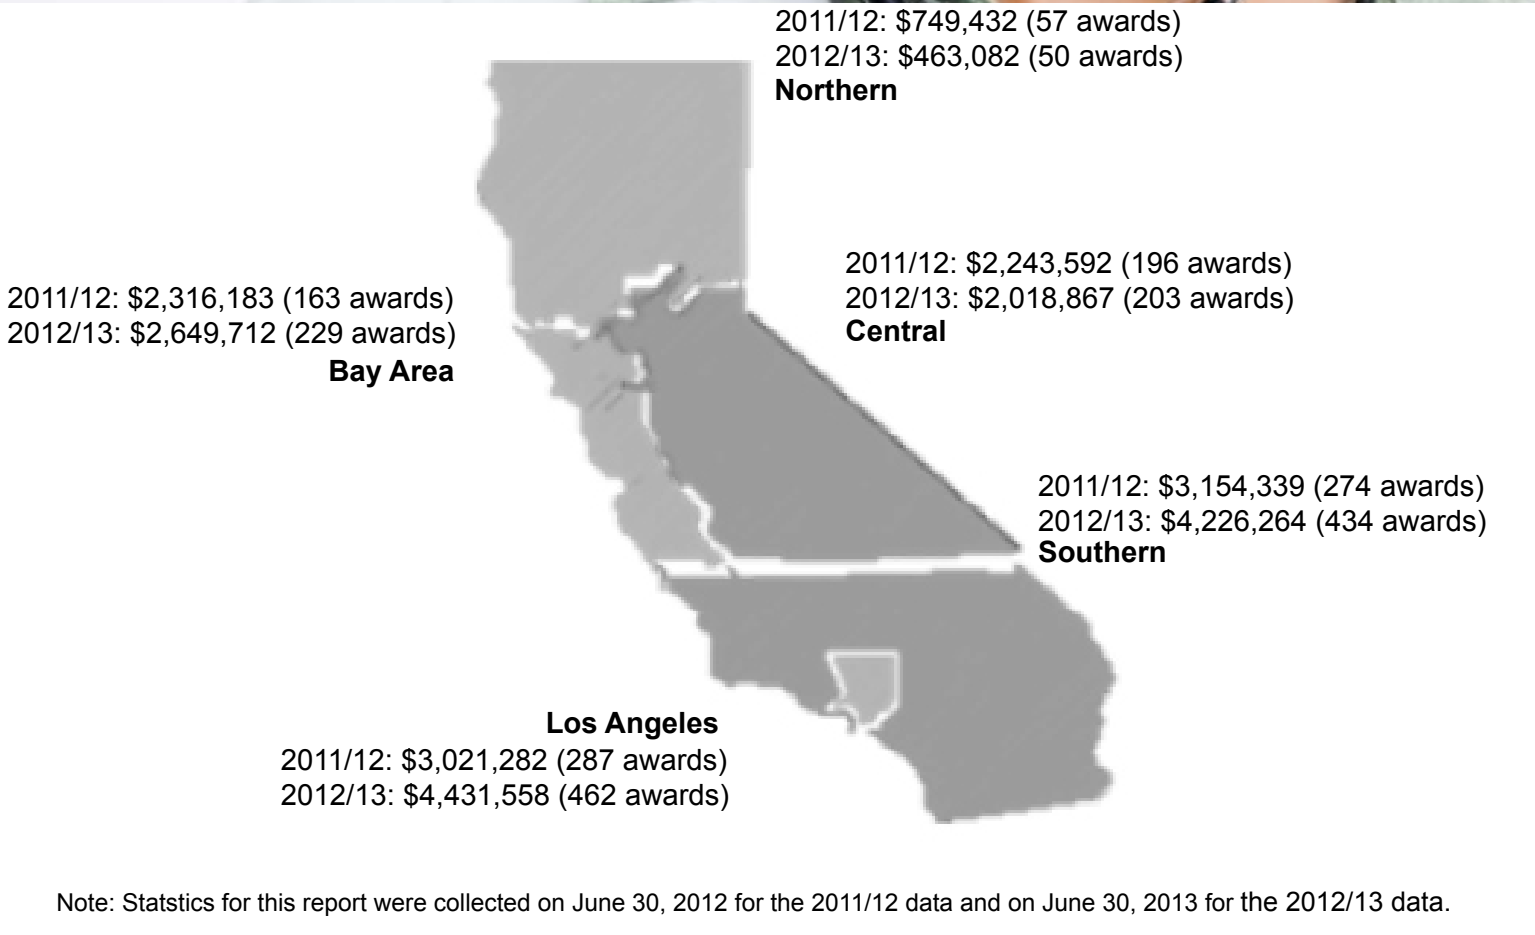 2011/12: $749,432 (57 awards)
2012/13: $463,082 (50 awards)
Northern
2011/12: $2,243,592 (196 awards)
2012/13: $2,018,867 (203 awards)
Central
2011/12: $2,316,183 (163 awards)
2012/13: $2,649,712 (229 awards)
Bay Area
2011/12: $3,154,339 (274 awards)
2012/13: $4,226,264 (434 awards)
Southern
Los Angeles
2011/12: $3,021,282 (287 awards)
2012/13: $4,431,558 (462 awards)
Note: Statstics for this report were collected on June 30, 2012 for the 2011/12 data and on June 30, 2013 for the 2012/13 data.